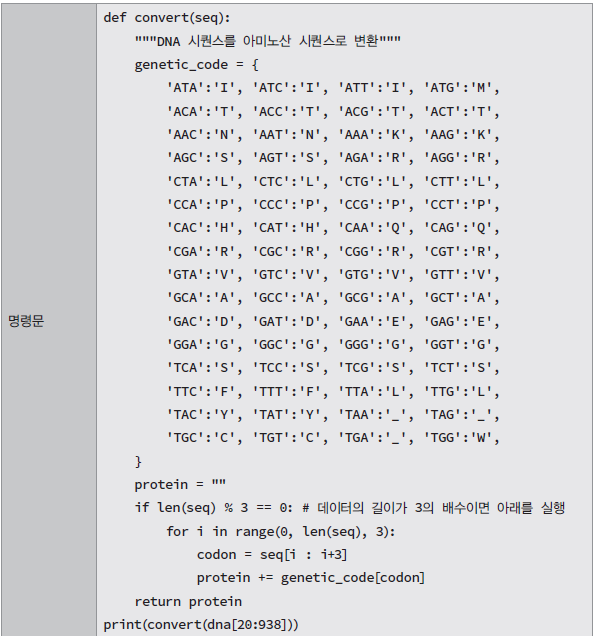 def convert(seq):
    """DNA 시퀀스를 아미노산 시퀀스로 변환"""
    genetic_code = {
        'ATA':'I', 'ATC':'I', 'ATT':'I', 'ATG':'M',
        'ACA':'T', 'ACC':'T', 'ACG':'T', 'ACT':'T',
        'AAC':'N', 'AAT':'N', 'AAA':'K', 'AAG':'K',
        'AGC':'S', 'AGT':'S', 'AGA':'R', 'AGG':'R',
        'CTA':'L', 'CTC':'L', 'CTG':'L', 'CTT':'L',
        'CCA':'P', 'CCC':'P', 'CCG':'P', 'CCT':'P',
        'CAC':'H', 'CAT':'H', 'CAA':'Q', 'CAG':'Q',
        'CGA':'R', 'CGC':'R', 'CGG':'R', 'CGT':'R',
        'GTA':'V', 'GTC':'V', 'GTG':'V', 'GTT':'V',
        'GCA':'A', 'GCC':'A', 'GCG':'A', 'GCT':'A',
명령문
        'GAC':'D', 'GAT':'D', 'GAA':'E', 'GAG':'E',
        'GGA':'G', 'GGC':'G', 'GGG':'G', 'GGT':'G',
        'TCA':'S', 'TCC':'S', 'TCG':'S', 'TCT':'S',
        'TTC':'F', 'TTT':'F', 'TTA':'L', 'TTG':'L',
        'TAC':'Y', 'TAT':'Y', 'TAA':'_', 'TAG':'_',
        'TGC':'C', 'TGT':'C', 'TGA':'_', 'TGG':'W',
    }
    protein = ""
    if len(seq) % 3 == 0: # 데이터의 길이가 3의 배수이면 아래를 실행
        for i in range(0, len(seq), 3):
            codon = seq[i : i+3]
            protein += genetic_code[codon]
    return protein
print(convert(dna[20:938]))